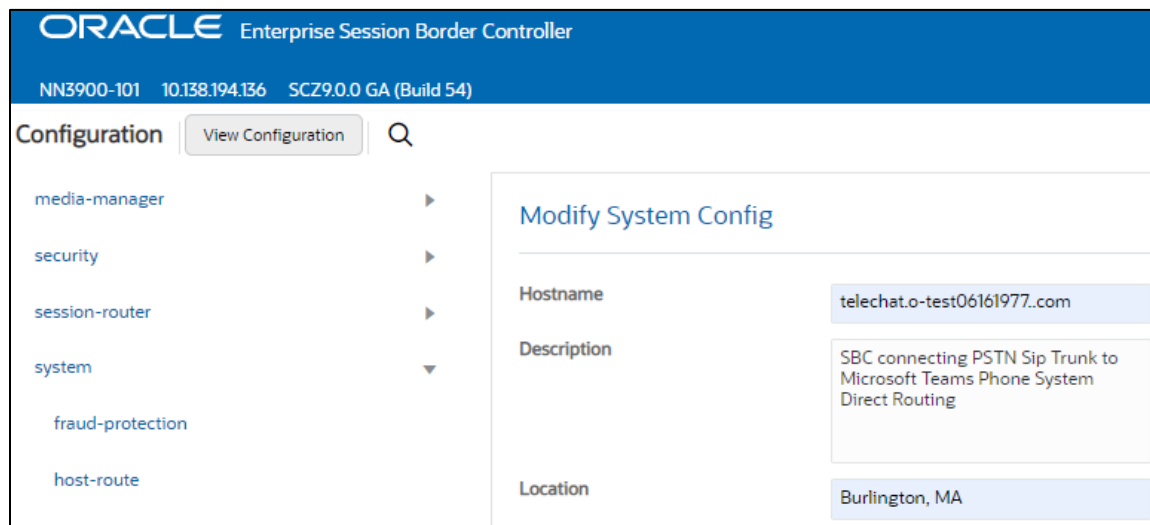 ORACLE Enterprise Session Border Controller
NN3900-101 10.138.194.136 SCZ9.0.0 GA (Build 54)
Configuration View Configuration
media-manager
security
session-router
system
fraud-protection
host-route
Modify System Config
Hostname telechat.o-test06161977..com
Description SBC connecting PSTN Sip Trunk to
Microsoft Teams Phone System
Direct Routing
Location Burlington, MA